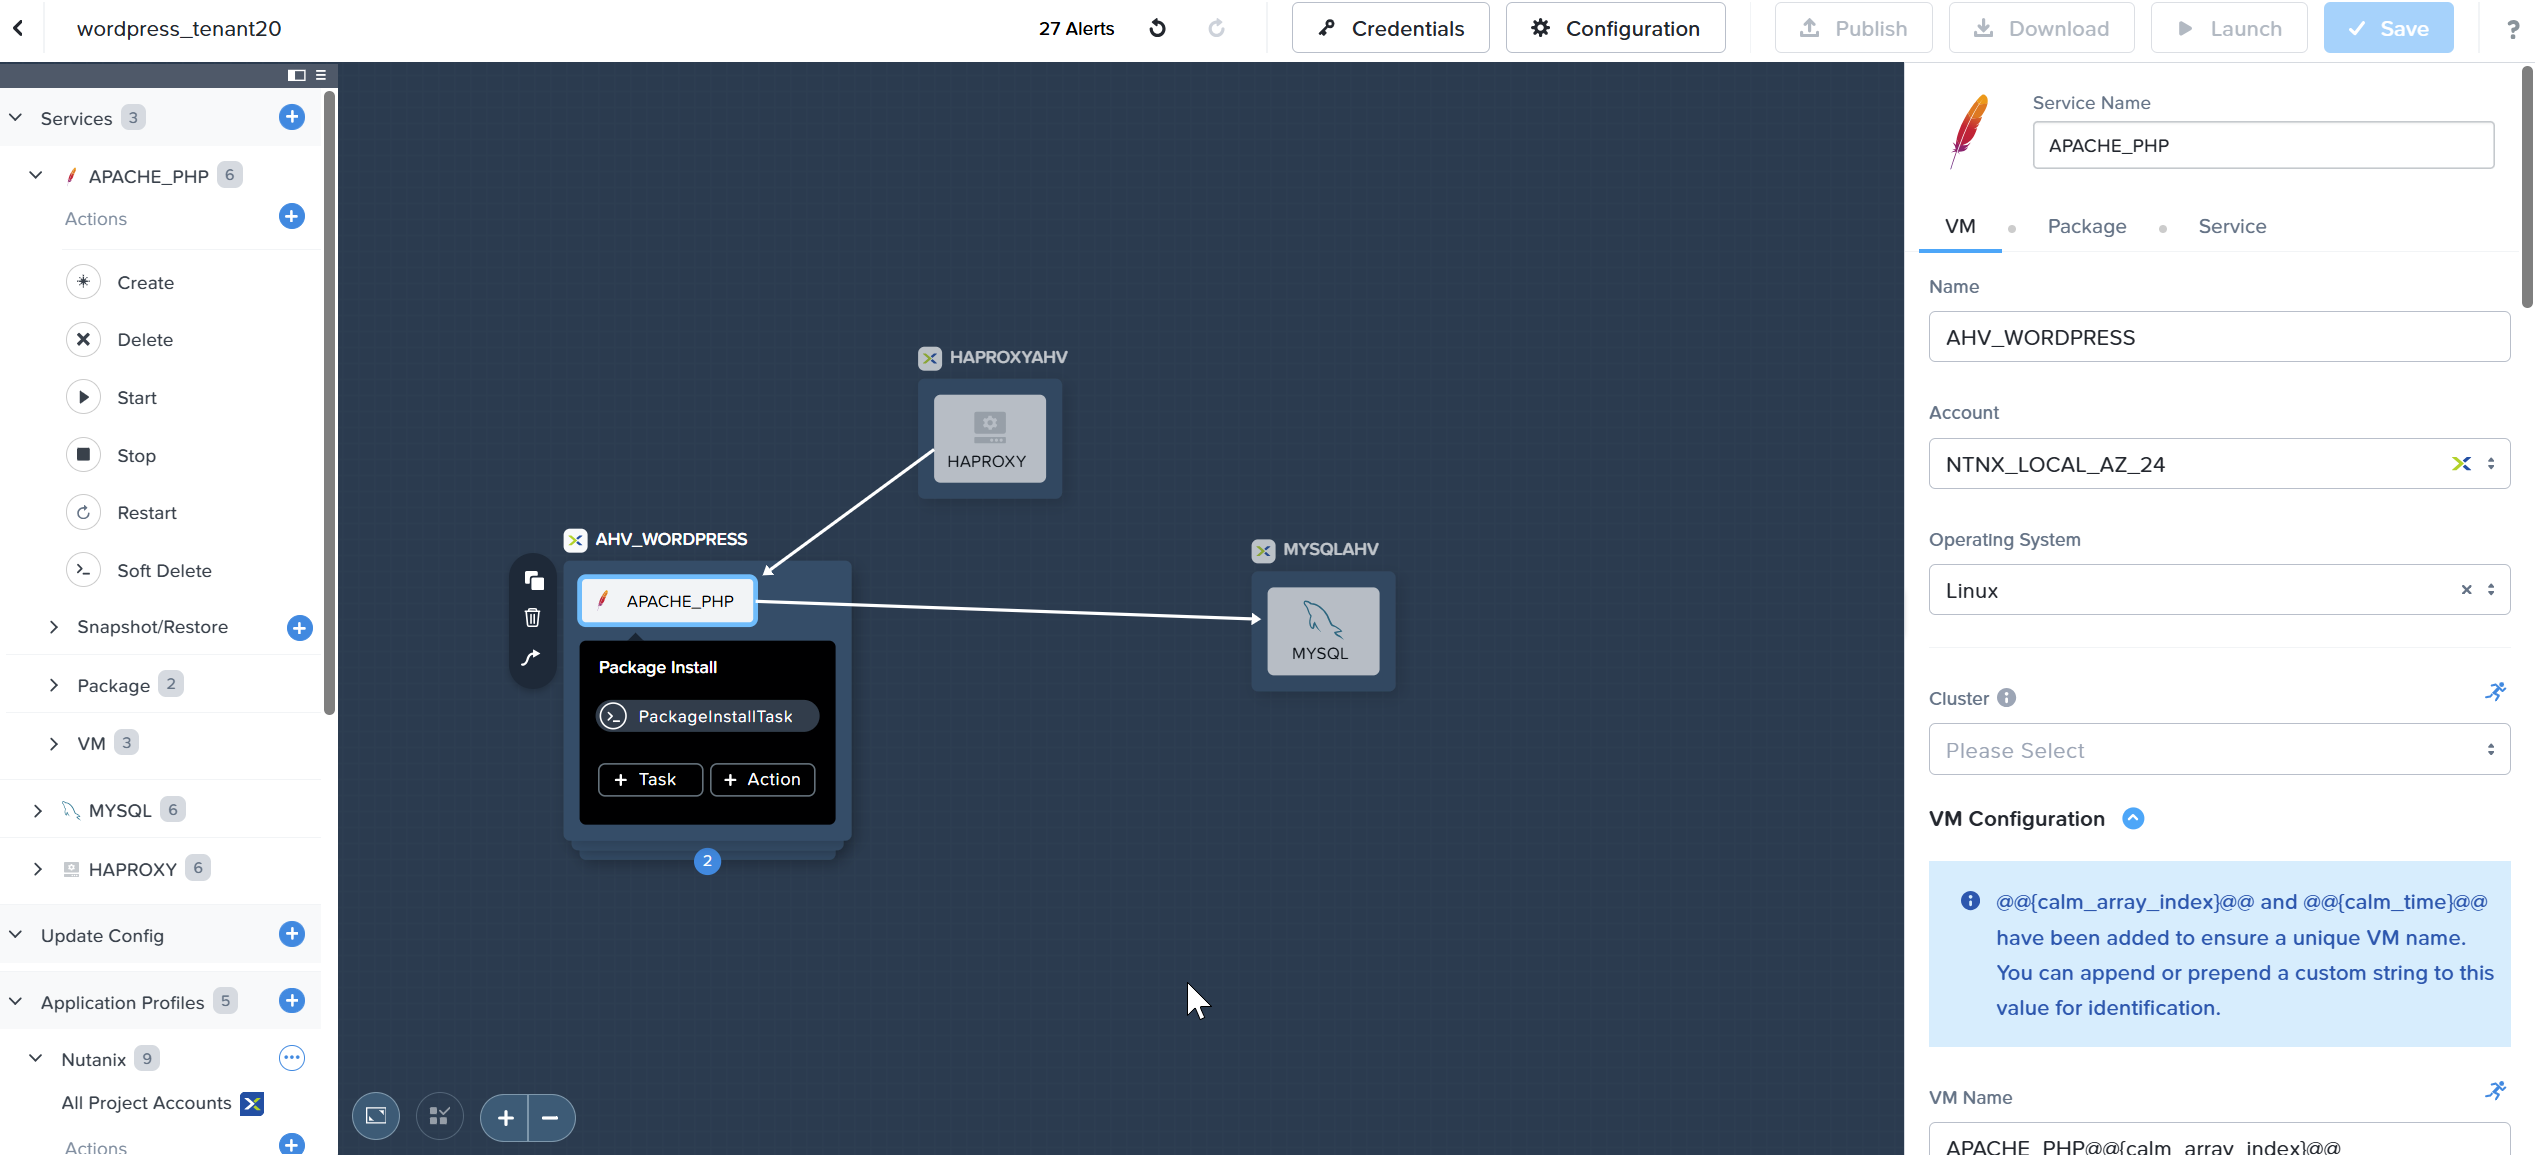 wordpress_tenant20
27 Alerts
Credentials
Configuration
Publish
Download
Launch
Save
?
Services 3
APACHE_PHP 6
Actions
Create
Delete
Start
Stop
Restart
Soft Delete
Snapshot/Restore
Package 2
VM 3
MYSQL 6
HAPROXY 6
Update Config
Application Profiles 5
Nutanix 9
All Project Accounts
Actions
HAPROXYAHV
HAPROXY
AHV_WORDPRESS
APACHE_PHP
Package Install
PackageInstallTask
+ Task
+ Action
2
MYSQLAHV
MYSQL
Service Name
APACHE_PHP
VM
Package
Service
Name
AHV_WORDPRESS
Account
NTNX_LOCAL_AZ_24
Operating System
Linux
Cluster
Please Select
VM Configuration
@@{calm_array_index}@@ and @@{calm_time}@@
have been added to ensure a unique VM name.
You can append or prepend a custom string to this
value for identification.
VM Name
APACHE_PHP@@{calm_array_index}@@